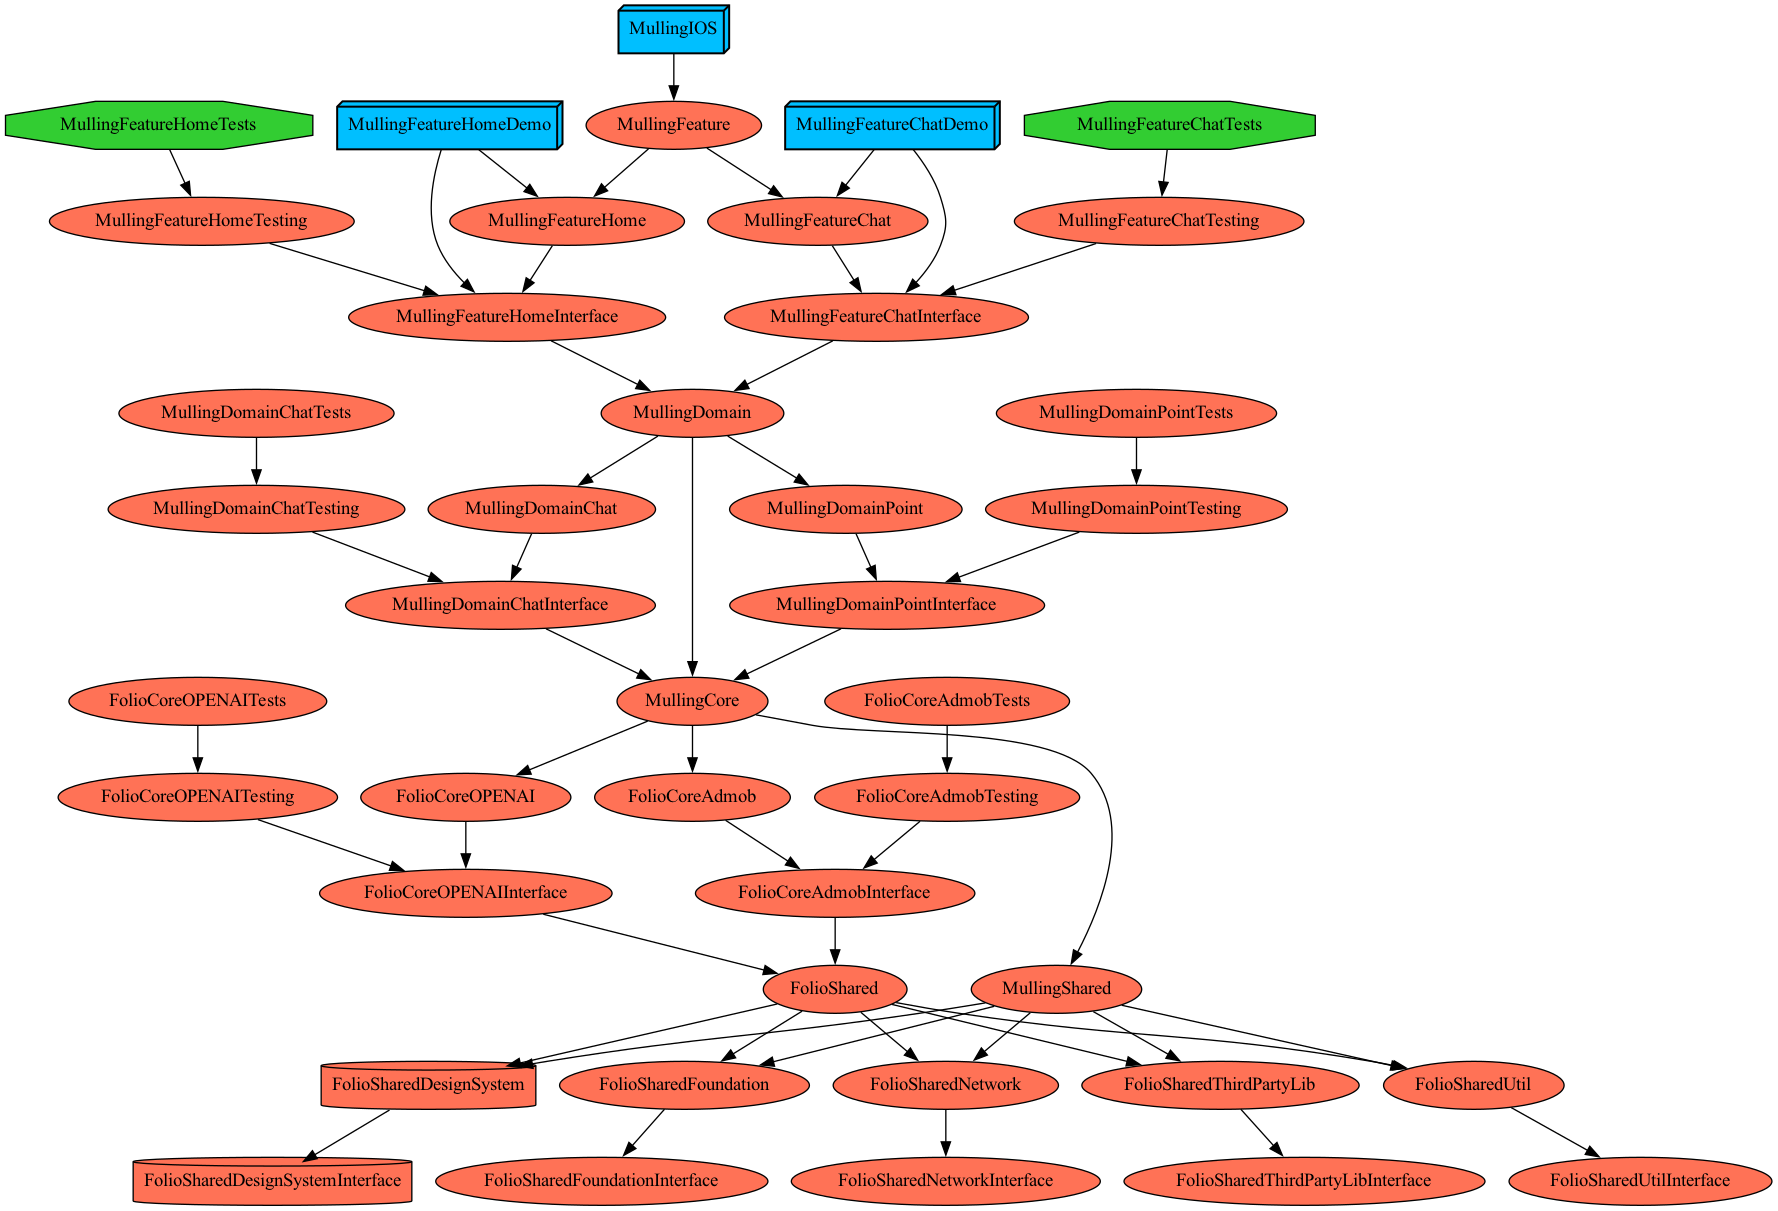 MullingIOS
MullingFeatureHomeTests
MullingFeatureHomeDemo
MullingFeature
MullingFeatureChatDemo
MullingFeatureChatTests
MullingFeatureHomeTesting
MullingFeatureHome
MullingFeatureChat
MullingFeatureChatTesting
MullingFeatureHomeInterface
MullingFeatureChatInterface
MullingDomainChatTests
MullingDomain
MullingDomainPointTests
MullingDomainChatTesting
MullingDomainChat
MullingDomainPoint
MullingDomainPointTesting
MullingDomainChatInterface
MullingDomainPointInterface
FolioCoreOPENAITests
MullingCore
FolioCoreAdmobTests
FolioCoreOPENAITesting
FolioCoreOPENAI
FolioCoreAdmob
FolioCoreAdmobTesting
FolioCoreOPENAIInterface
FolioCoreAdmobInterface
FolioShared
MullingShared
FolioSharedDesignSystem
FolioSharedFoundation
FolioSharedNetwork
FolioSharedThirdPartyLib
FolioSharedUtil
FolioSharedDesignSystemInterface
FolioSharedFoundationInterface
FolioSharedNetworkInterface
FolioSharedThirdPartyLibInterface
FolioSharedUtilInterface